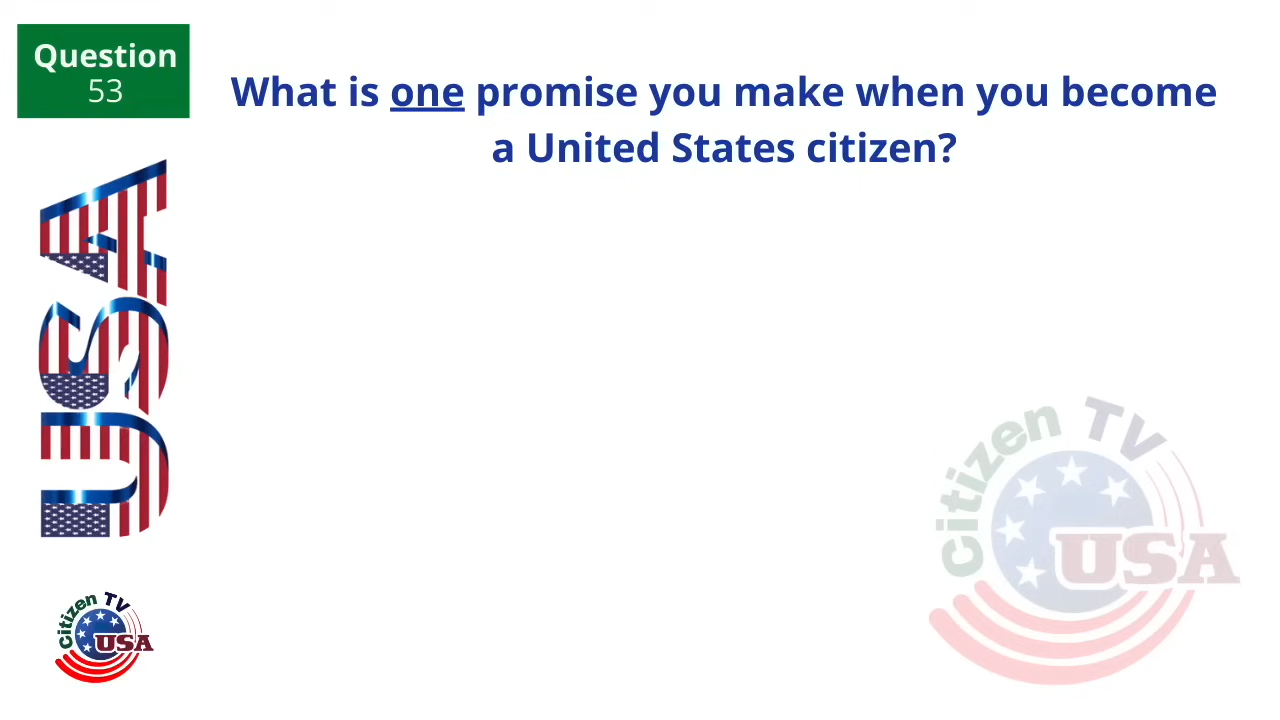 Question
53
What is one promise you make when you become
a United States citizen?
USA
Citizen TV
USA
Citizen TV
USA